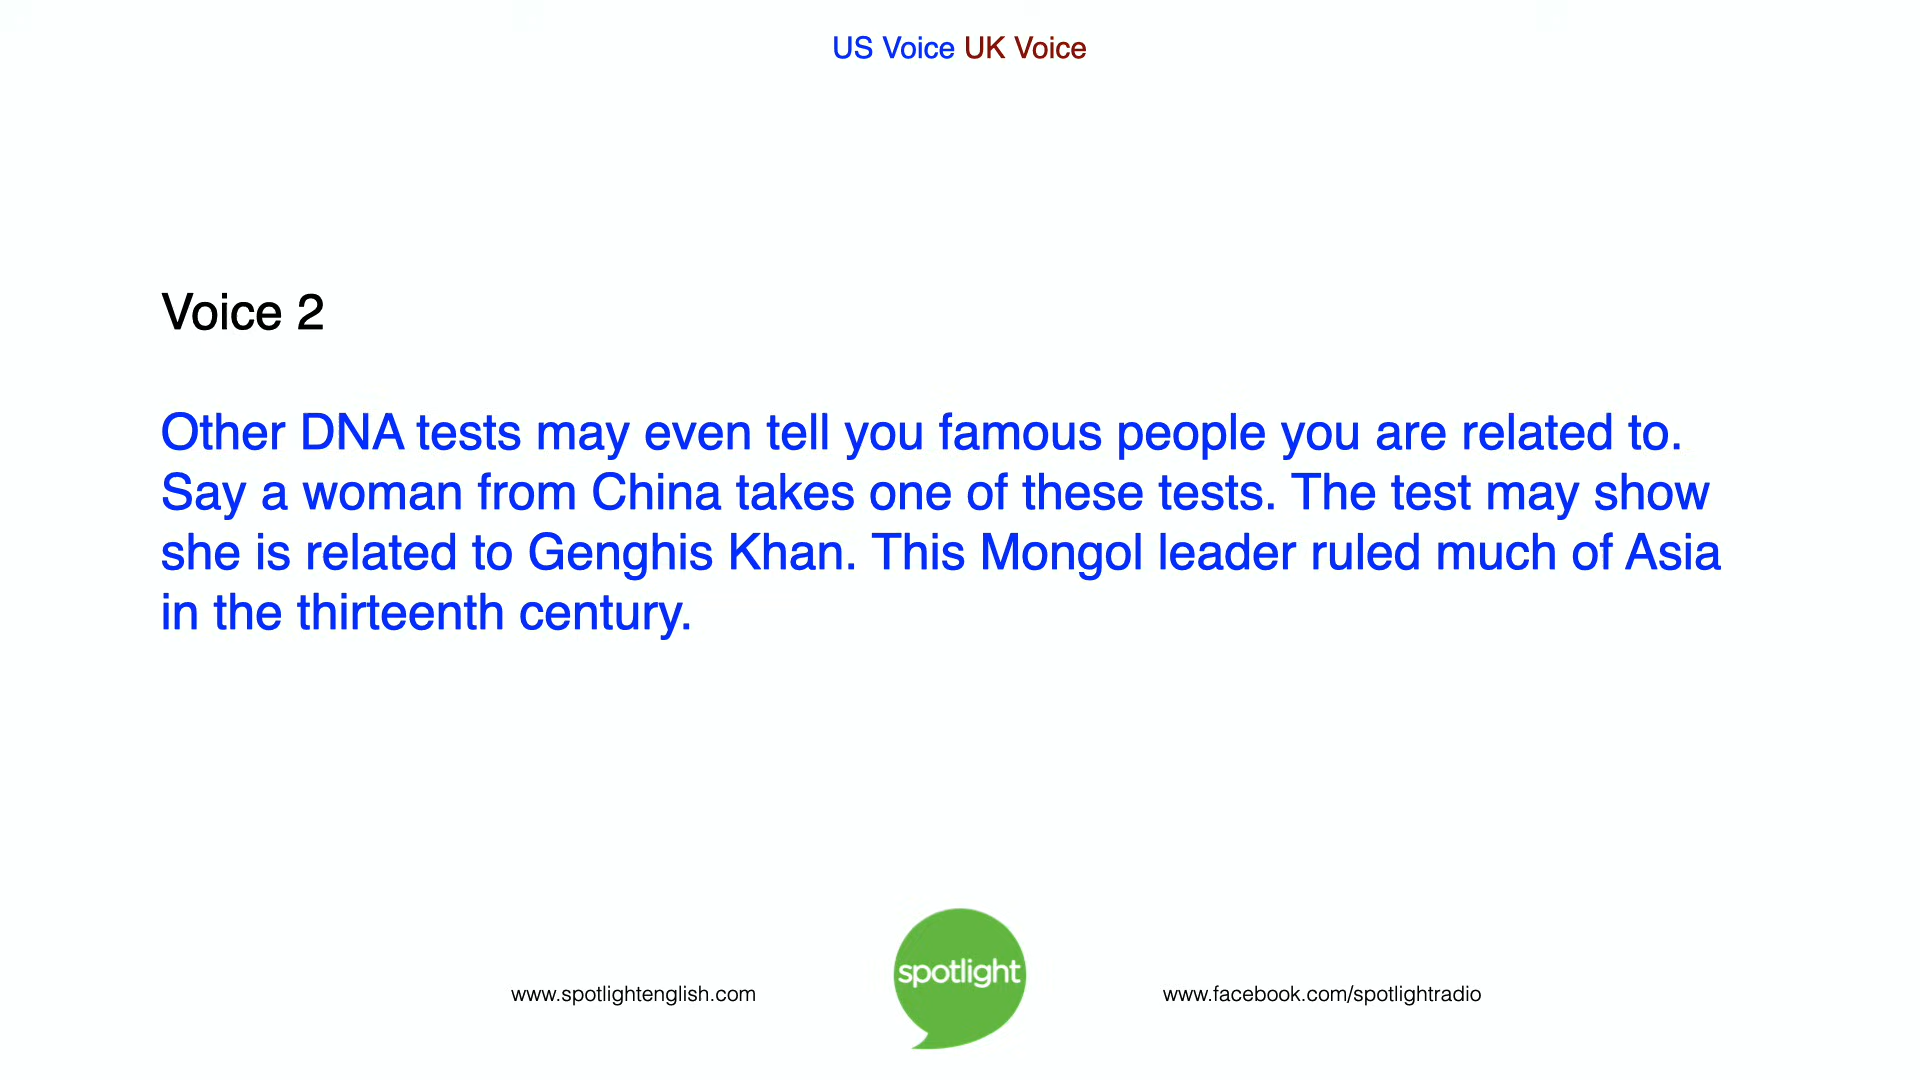 US Voice UK Voice
Voice 2
Other DNA tests may even tell you famous people you are related to.
Say a woman from China takes one of these tests. The test may show
she is related to Genghis Khan. This Mongol leader ruled much of Asia
in the thirteenth century.
spotlight
www.spotlightenglish.com
www.facebook.com/spotlightradio